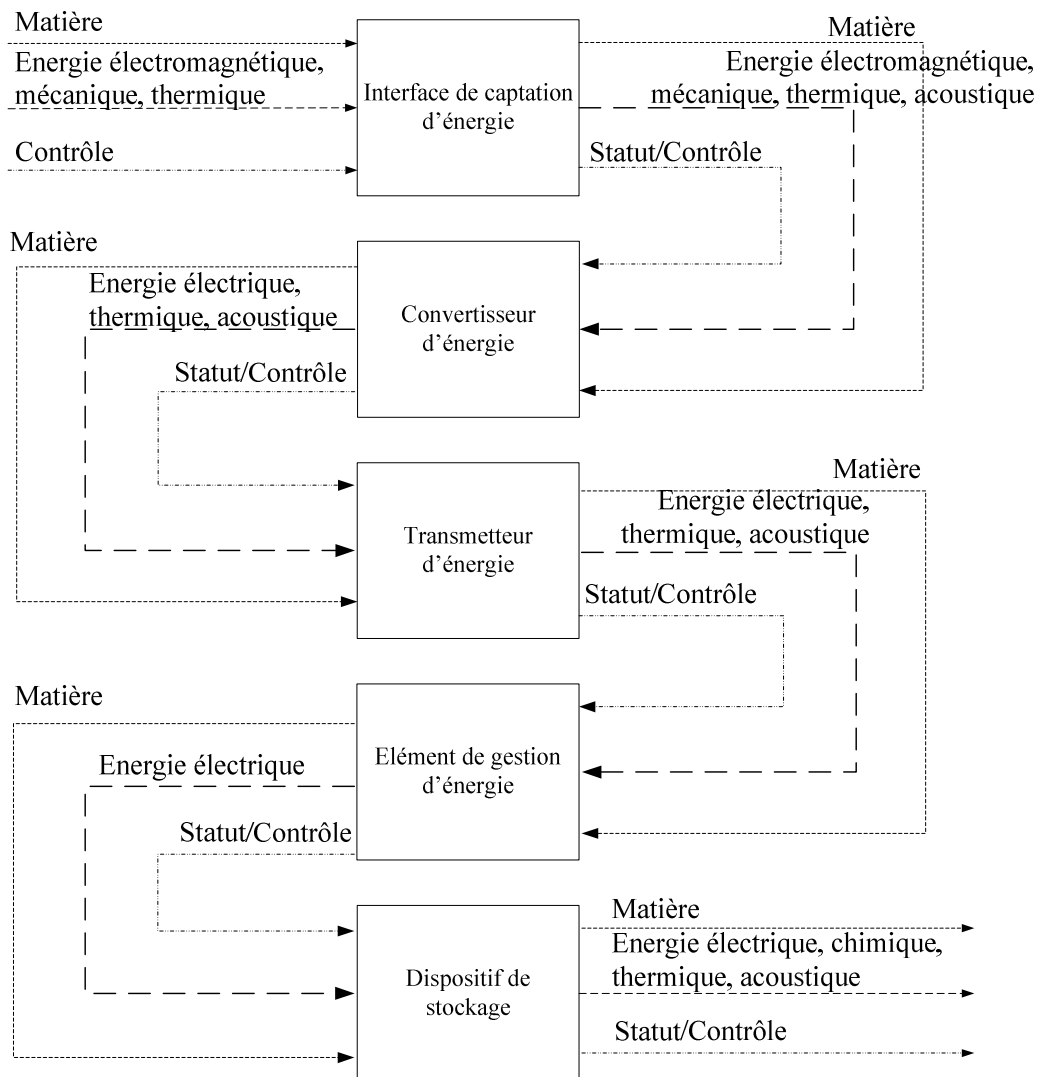 Matière
Energie électromagnétique,
mécanique, thermique
Contrôle
Interface de captation
d'énergie
Matière
Energie électromagnétique,
mécanique, thermique, acoustique
Statut/Contrôle
Matière
Energie électrique,
thermique, acoustique
Statut/Contrôle
Convertisseur
d'énergie
Transmetteur
d'énergie
Matière
Energie électrique,
thermique, acoustique
Statut/Contrôle
Matière
Energie électrique
Statut/Contrôle
Elément de gestion
d'énergie
Dispositif de
stockage
Matière
Energie électrique, chimique,
thermique, acoustique
Statut/Contrôle